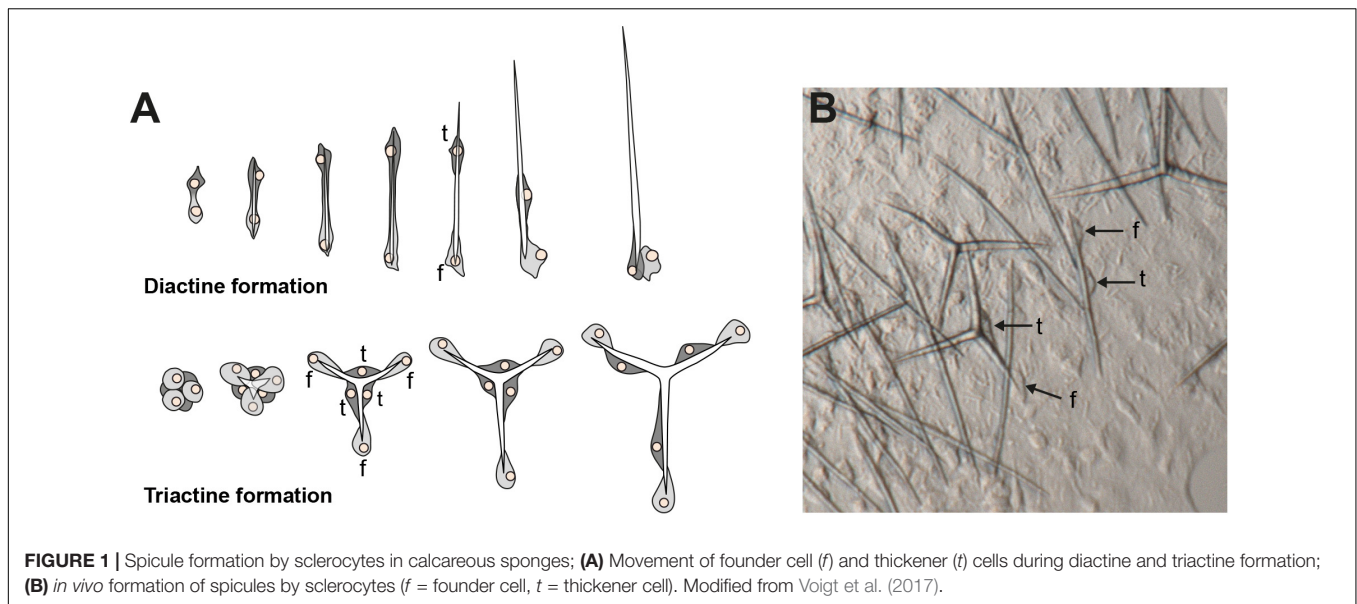 A
t
f
Diactine formation
t
f
f
t
t
f
Triactine formation
B
f
t
t
f
FIGURE 1 | Spicule formation by sclerocytes in calcareous sponges; (A) Movement of founder cell (f) and thickener (t) cells during diactine and triactine formation;
(B) in vivo formation of spicules by sclerocytes (f = founder cell, t = thickener cell). Modified from Voigt et al. (2017).